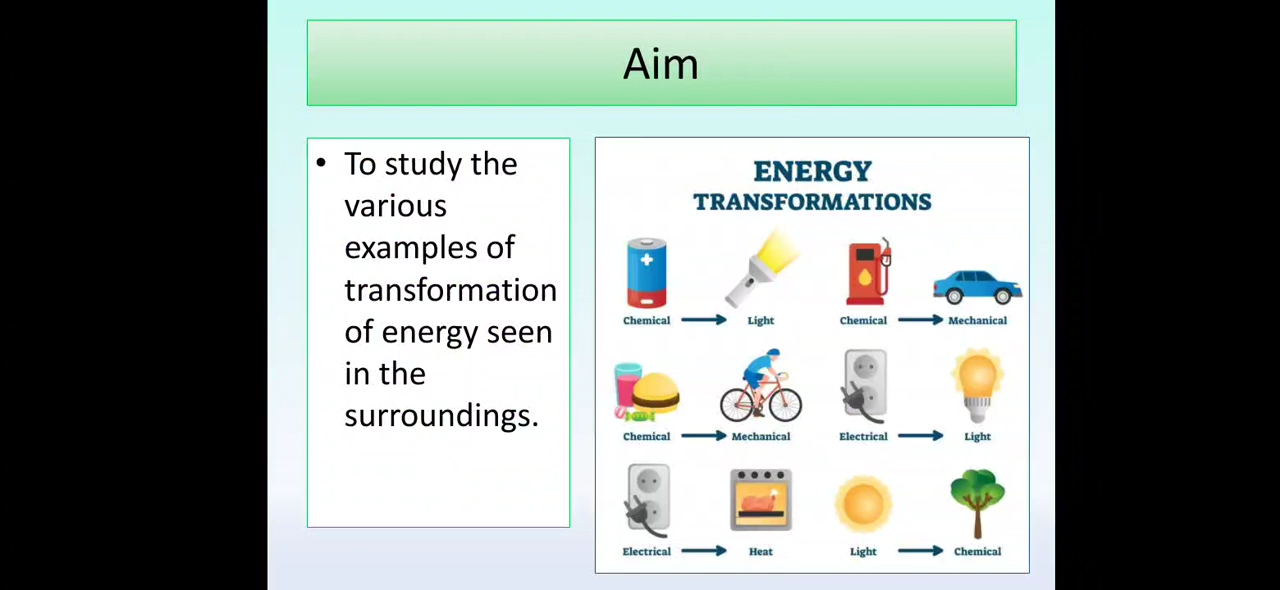 Aim
• To study the
various
examples of
transformation
of energy seen
in the
surroundings.
ENERGY
TRANSFORMATIONS
Chemical → Light
Chemical → Mechanical
Chemical → Mechanical
Electrical → Light
Electrical → Heat
Light → Chemical